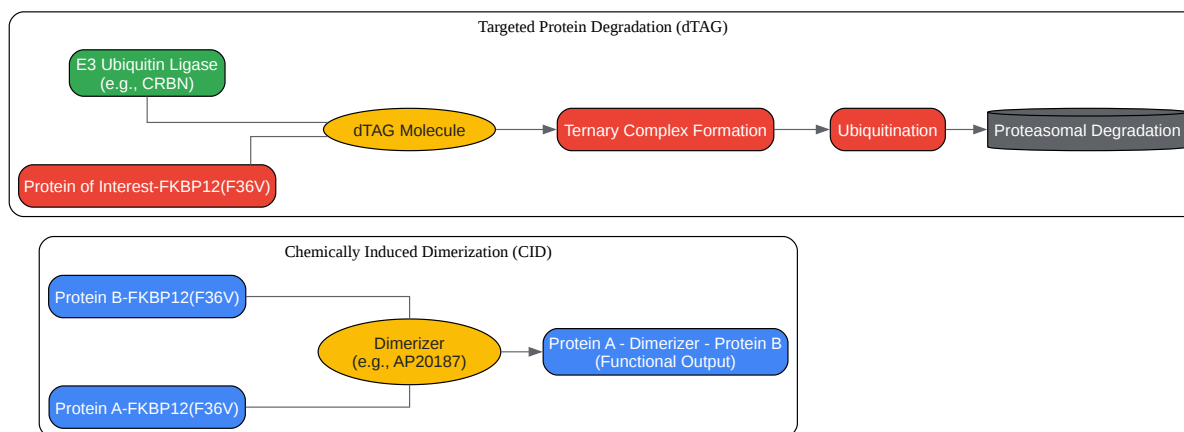 Targeted Protein Degradation (dTAG)
E3 Ubiquitin Ligase
(e.g., CRBN)
dTAG Molecule
Ternary Complex Formation
Ubiquitination
Proteasomal Degradation
Protein of Interest-FKBP12(F36V)
Chemically Induced Dimerization (CID)
Protein B-FKBP12(F36V)
Dimerizer
(e.g., AP20187)
Protein A - Dimerizer - Protein B
(Functional Output)
Protein A-FKBP12(F36V)